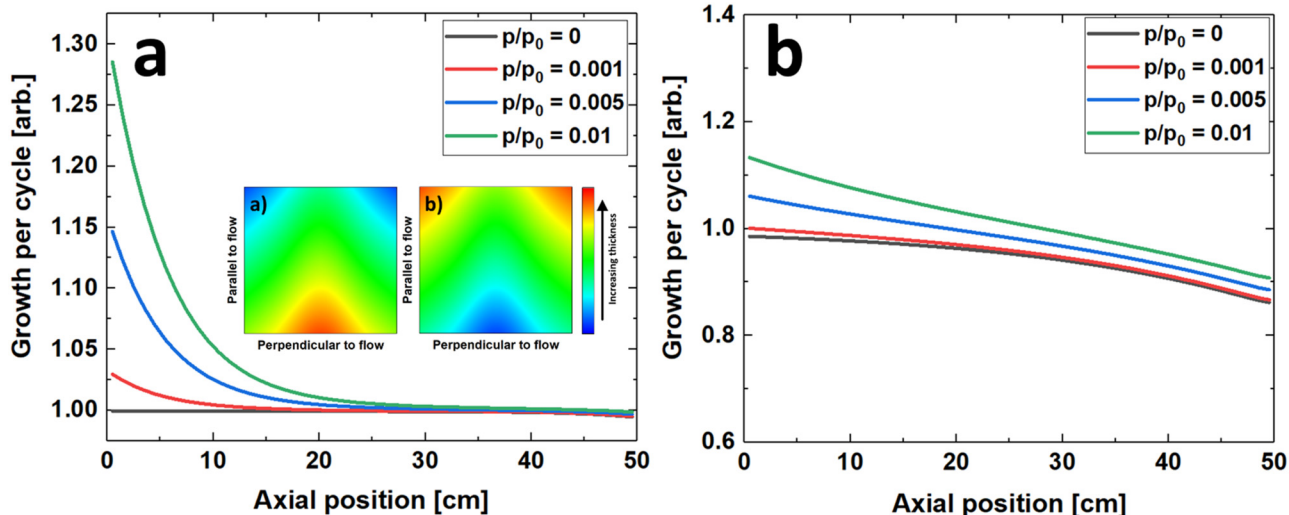 a
Growth per cycle [arb.]
1.30
1.25
1.20
1.15
1.10
1.05
1.00
p/p₀ = 0
p/p₀ = 0.001
p/p₀ = 0.005
p/p₀ = 0.01
a)
Parallel to flow
Perpendicular to flow
b)
Parallel to flow
Perpendicular to flow
Increasing thickness
0 10 20 30 40 50
Axial position [cm]
b
Growth per cycle [arb.]
1.4
1.2
1.0
0.8
0.6
p/p₀ = 0
p/p₀ = 0.001
p/p₀ = 0.005
p/p₀ = 0.01
0 10 20 30 40 50
Axial position [cm]